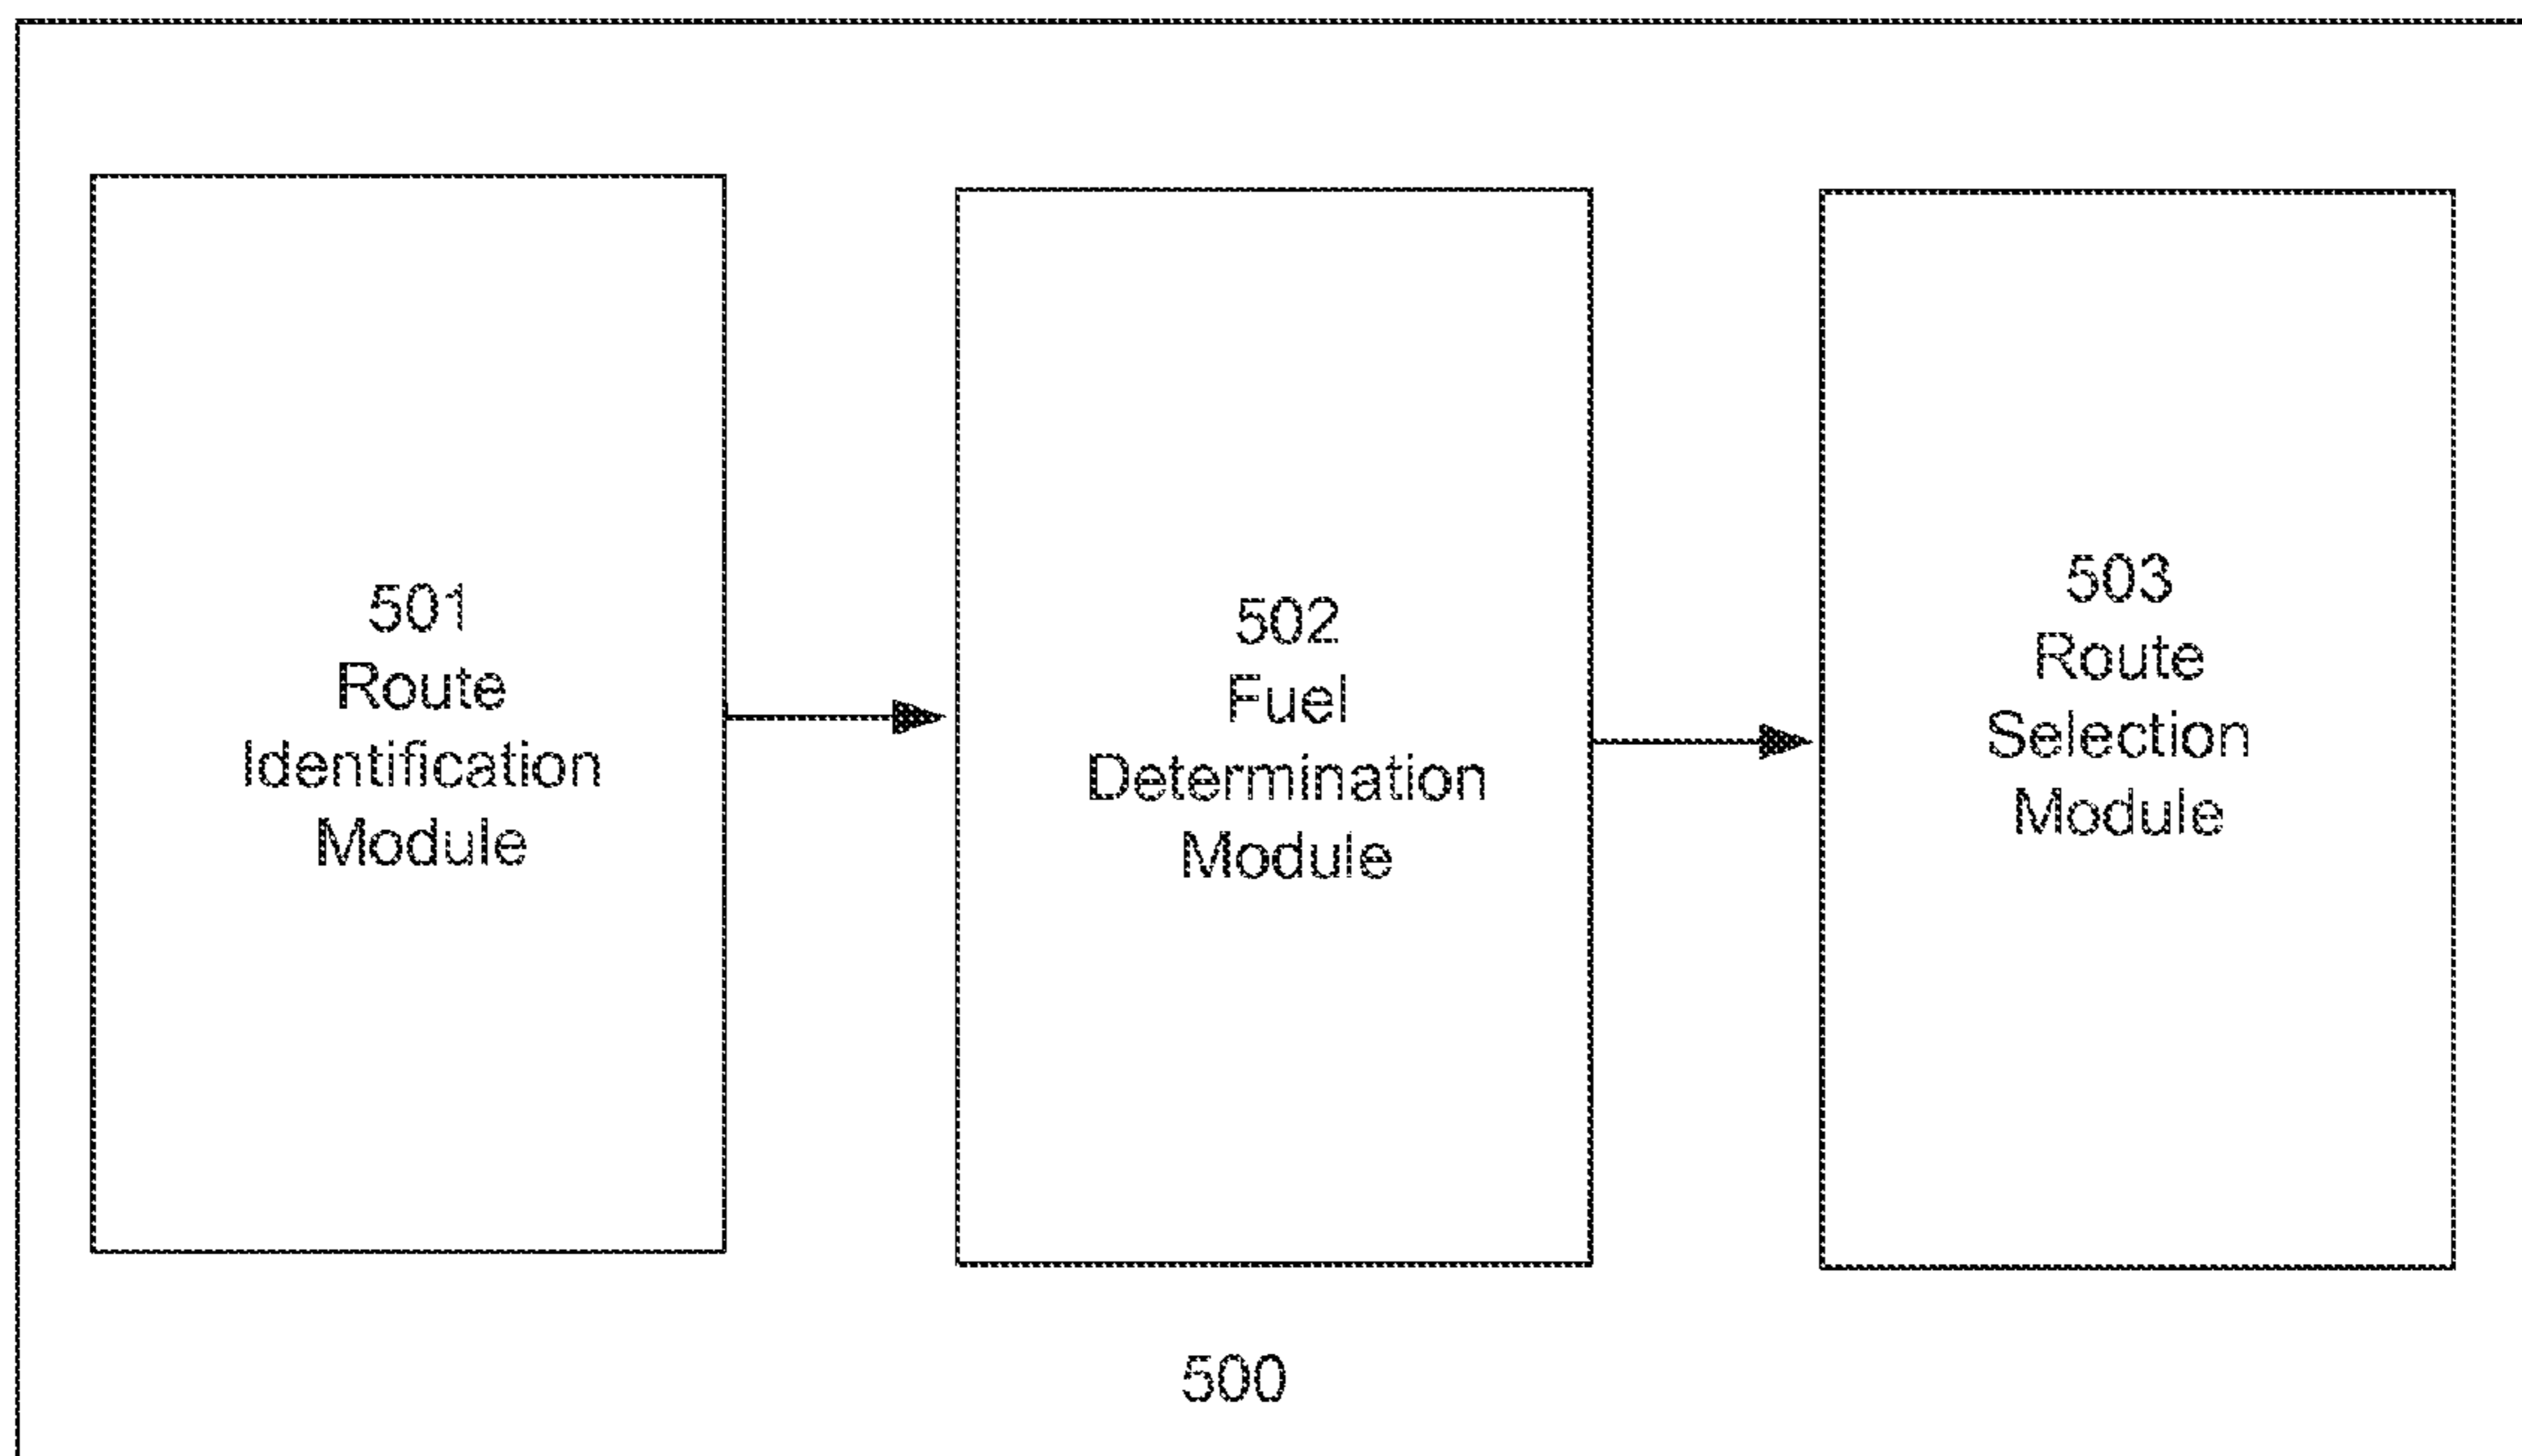 501
Route
Identification
Module
502
Fuel
Determination
Module
503
Route
Selection
Module
500